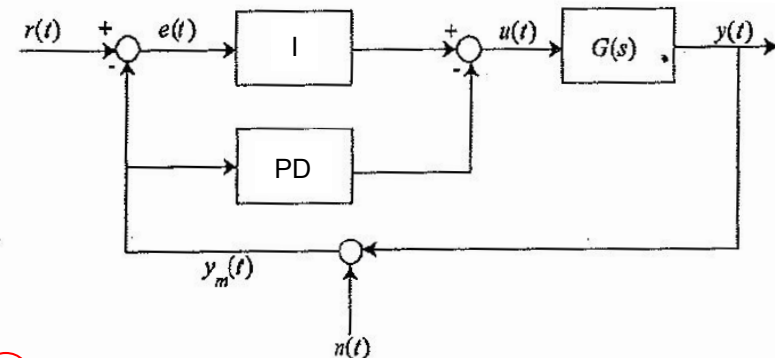 r(t) + e(t) I + u(t) G(s) y(t)
- -
PD
y_m(t)
n(t)